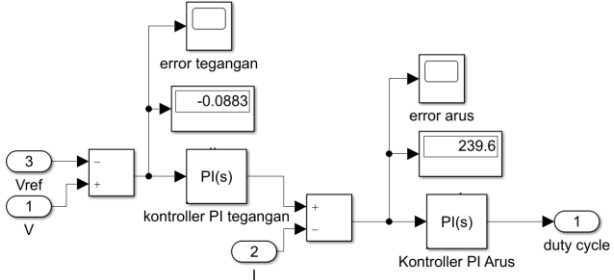 error tegangan
-0.0883
3
−
Vref
+
1
V
PI(s)
kontroller PI tegangan
+
−
2
I
error arus
239.6
PI(s)
Kontroller PI Arus
1
duty cycle